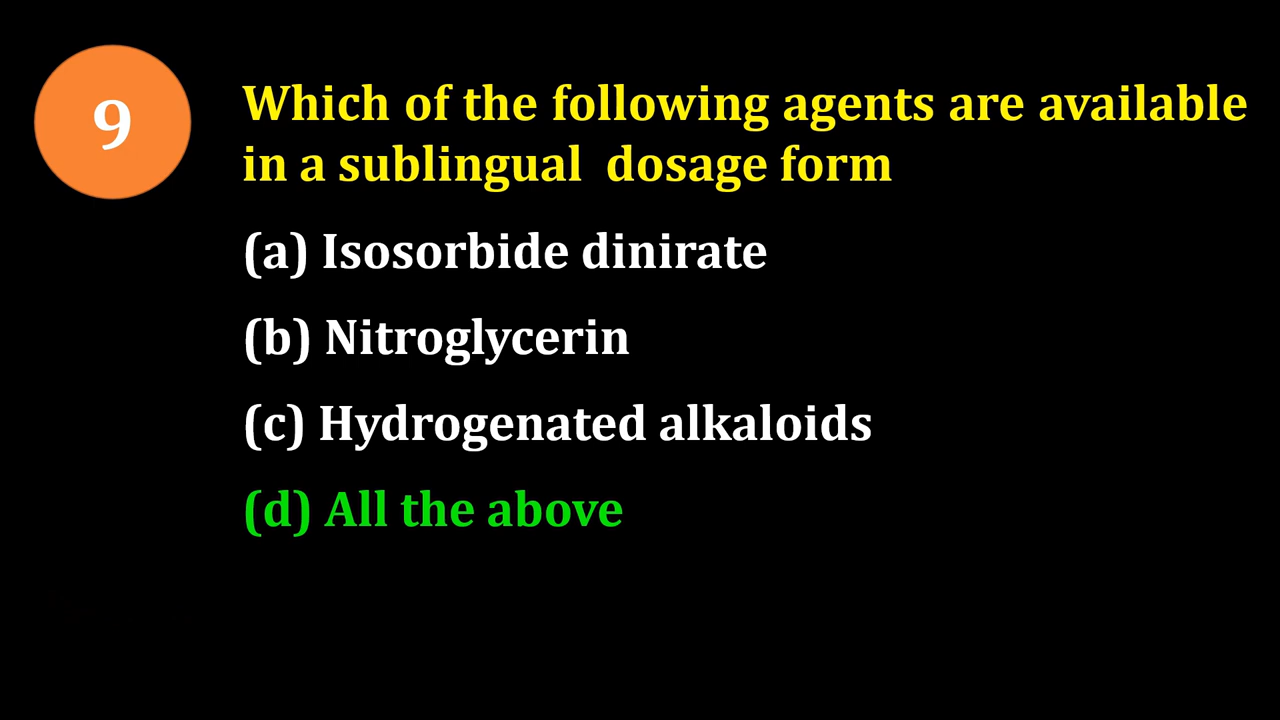 9
Which of the following agents are available
in a sublingual dosage form
(a) Isosorbide dinirate
(b) Nitroglycerin
(c) Hydrogenated alkaloids
(d) All the above